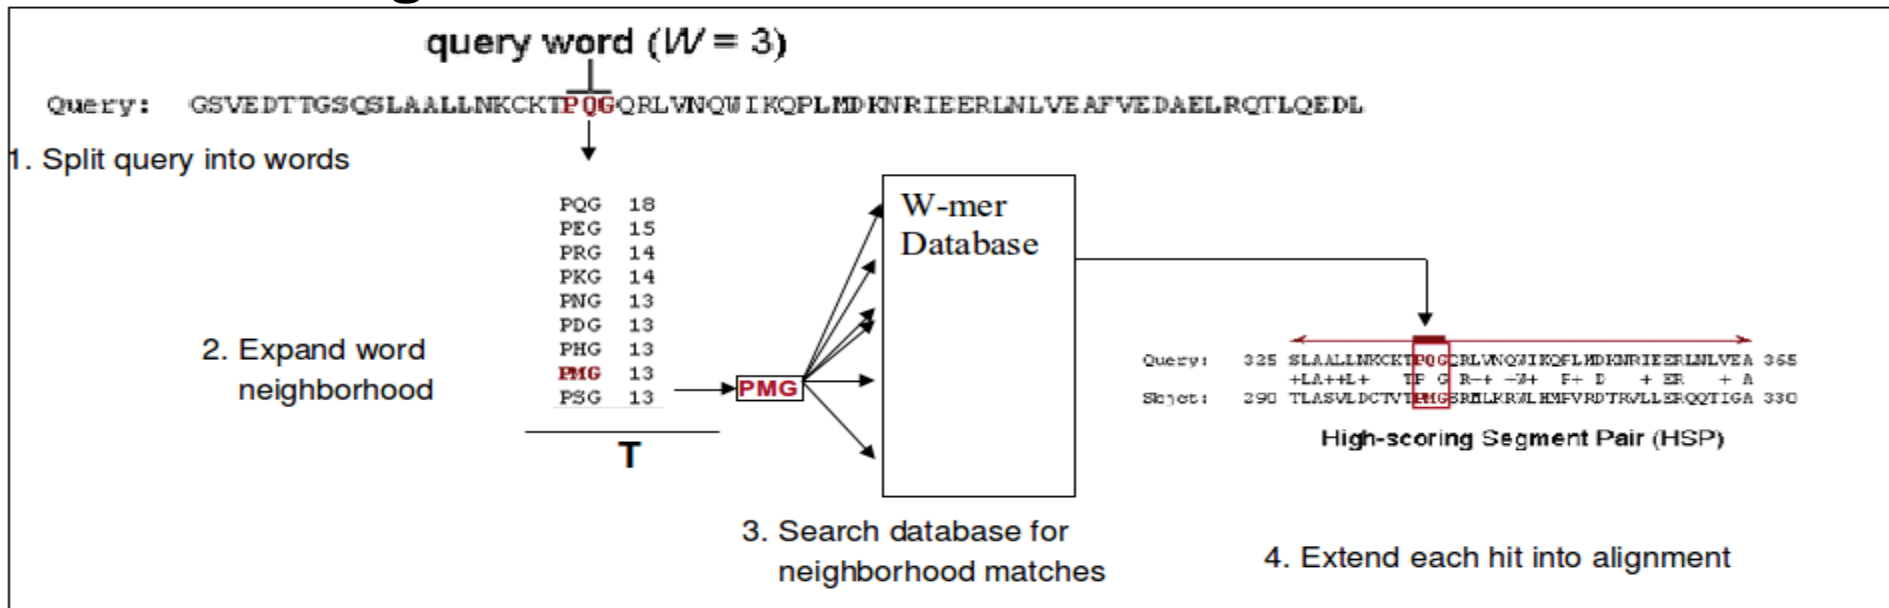 query word (W = 3)
Query: GSVEDTTGSQSLAALLNKCKTPQGQRLVNQWIKQPLMDKNRIEERLNLVEAFVEDAELRQTLQEDL
1. Split query into words
PQG 18
PEG 15
PRG 14
PKG 14
PNG 13
PDG 13
PHG 13
PMG 13
PSG 13
T
2. Expand word
neighborhood
PMG
W-mer
Database
3. Search database for
neighborhood matches
Query: 325 SLAALLNKCKTPQGQRLVNQWIKQPLMDKNRIEERLNLVEA 365
+LA++L+ TP G R++ +W+ P+ D + ER + A
Sbjct: 290 TLASVLDCTVTPMGSRMLKRWLHMPVRDTRVLLERQQTIGA 330
High-scoring Segment Pair (HSP)
4. Extend each hit into alignment